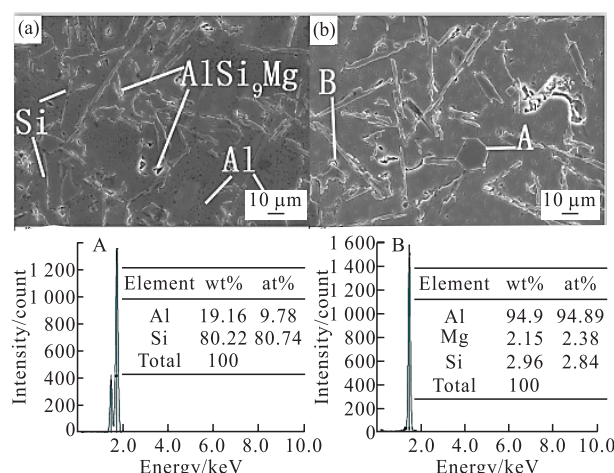 (a)
(b)
AlSi9Mg
B
Si
A
Al
10 μm
10 μm
A
Element wt% at%
Al 19.16 9.78
Si 80.22 80.74
Total 100
Intensity/count
1 200
1 000
800
600
400
200
0
2.0 4.0 6.0 8.0 10.0
Energy/keV
B
Element wt% at%
Al 94.9 94.89
Mg 2.15 2.38
Si 2.96 2.84
Total 100
Intensity/count
1 600
1 400
1 200
1 000
800
600
400
200
0
2.0 4.0 6.0 8.0 10.0
Energy/keV